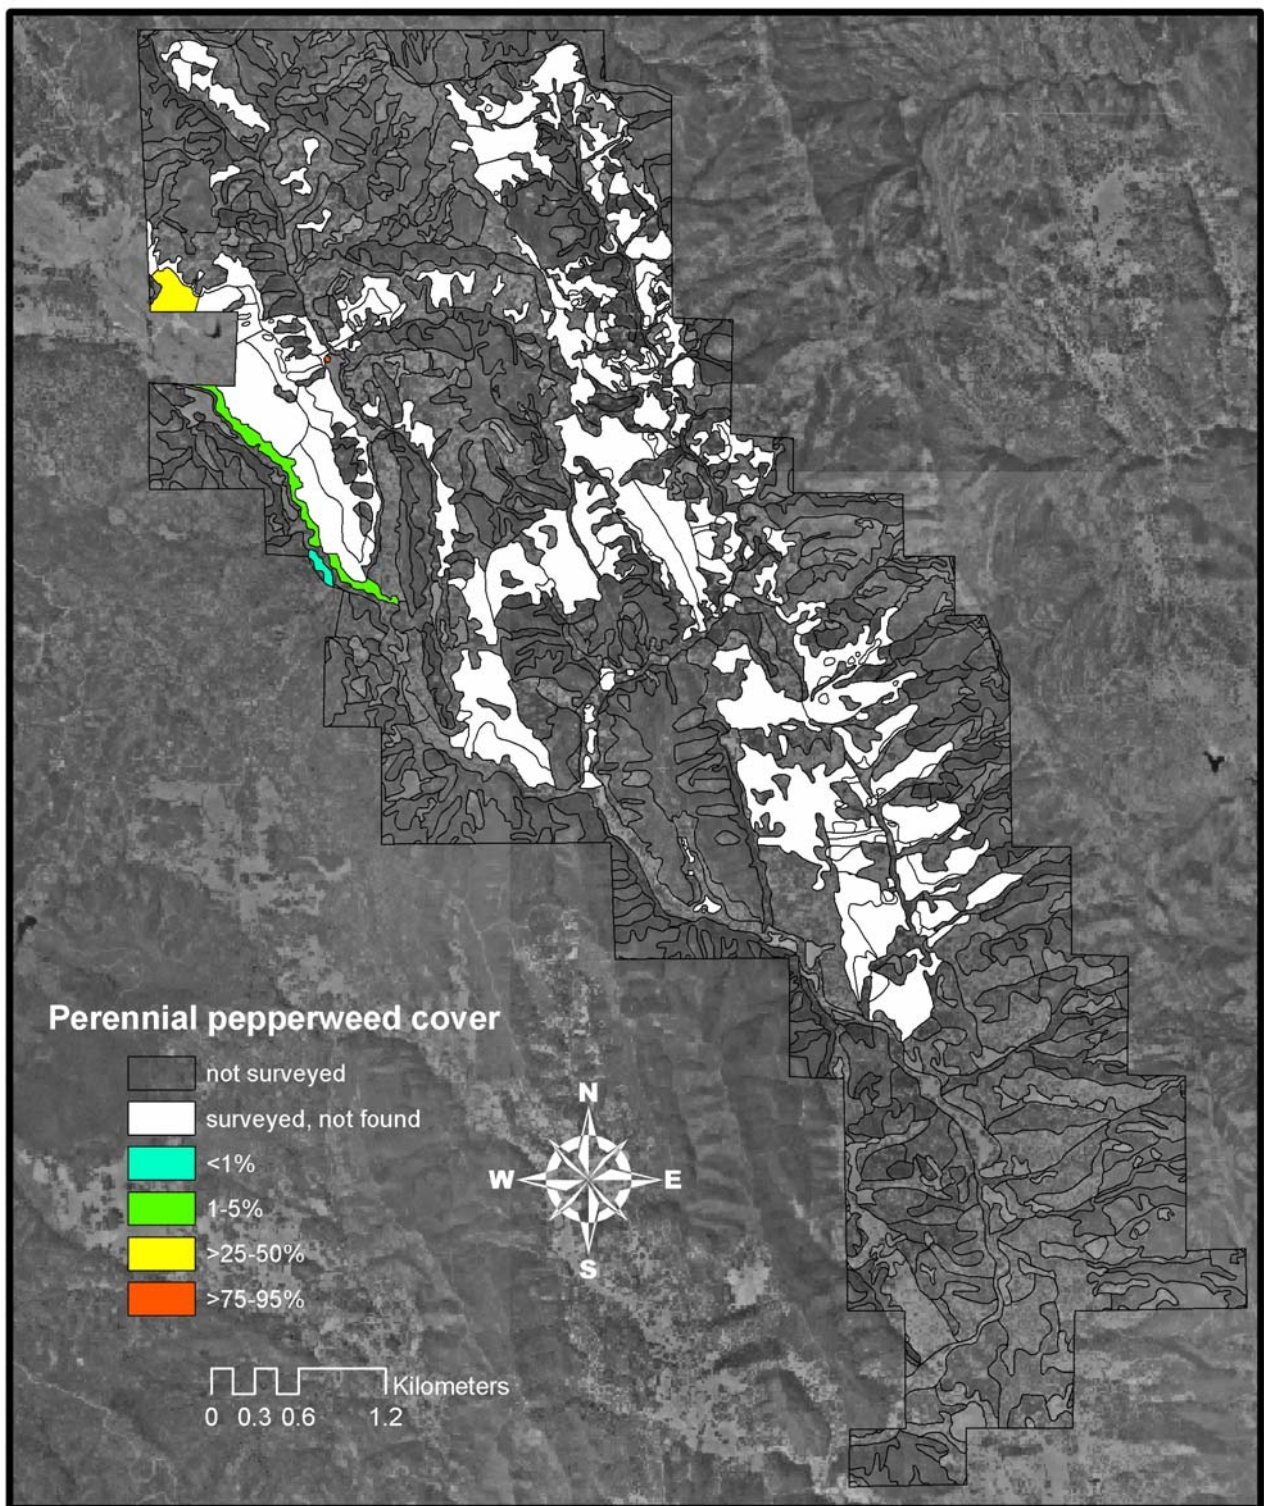 Perennial pepperweed cover
not surveyed
surveyed, not found
<1%
1-5%
>25-50%
>75-95%
N
W E
S
Kilometers
0 0.3 0.6 1.2